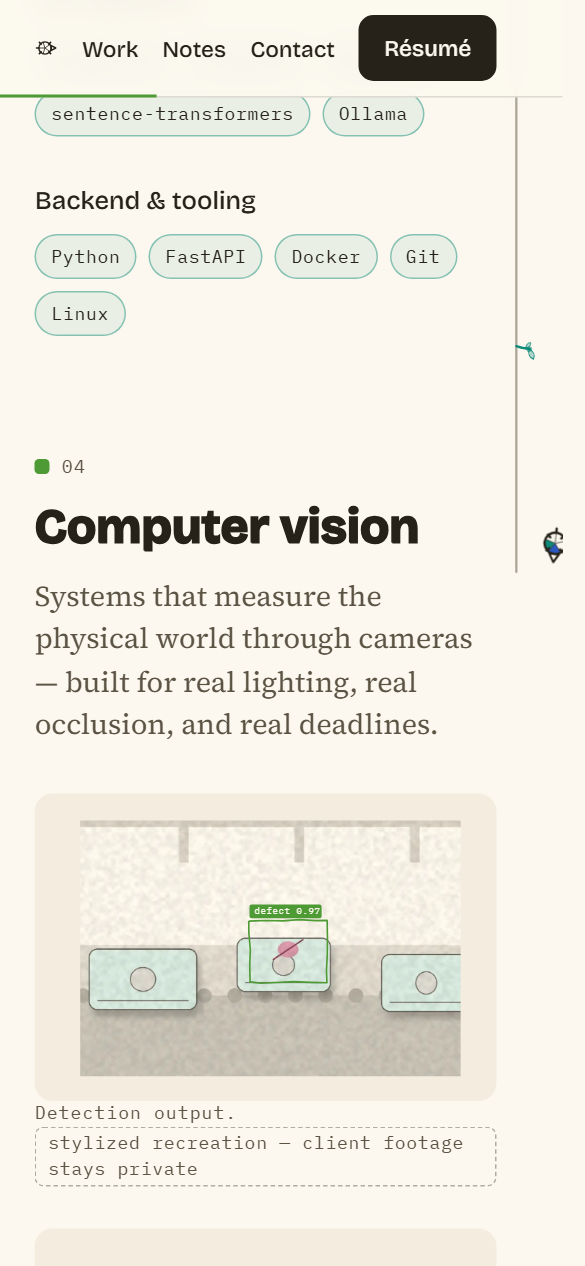 Work Notes Contact Résumé
sentence-transformers Ollama
Backend & tooling
Python FastAPI Docker Git
Linux
04
Computer vision
Systems that measure the
physical world through cameras
— built for real lighting, real
occlusion, and real deadlines.
defect 0.97
Detection output.
stylized recreation — client footage
stays private